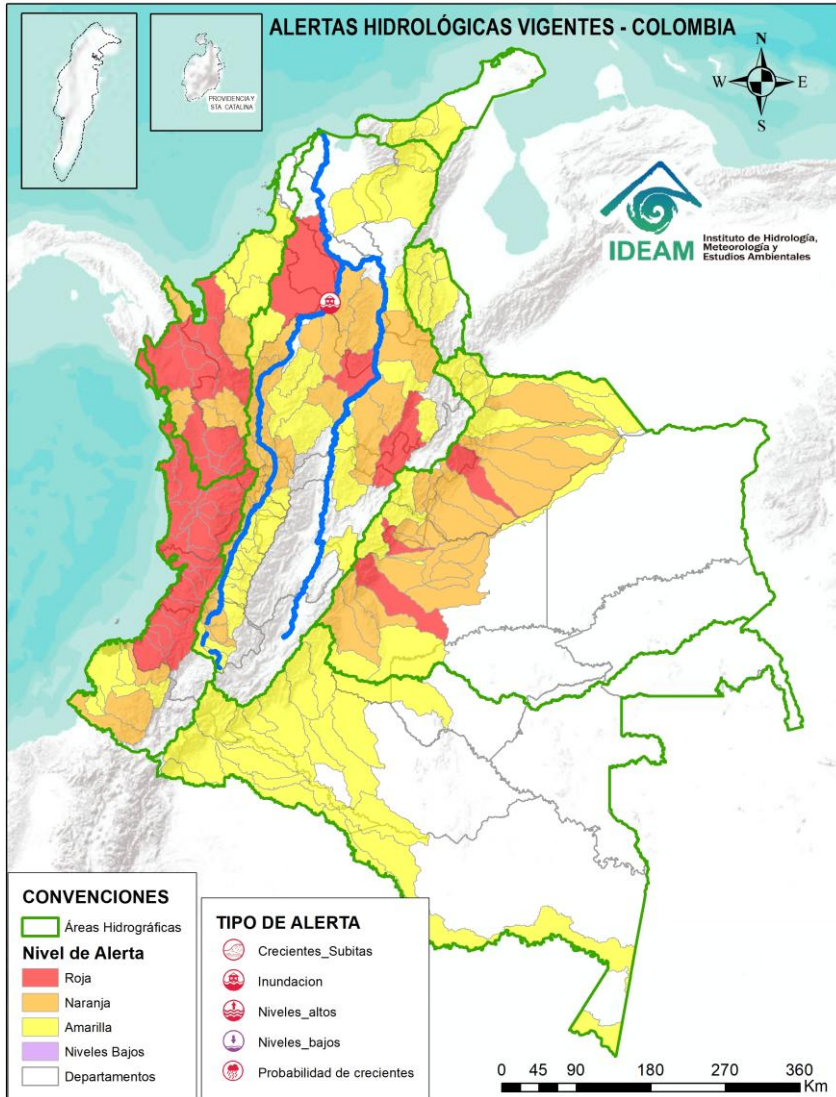 ALERTAS HIDROLÓGICAS VIGENTES - COLOMBIA
PROVIDENCIA Y
STA. CATALINA
N
W
E
S
IDEAM
Instituto de Hidrología,
Meteorología y
Estudios Ambientales
CONVENCIONES
Áreas Hidrográficas
Nivel de Alerta
Roja
Naranja
Amarilla
Niveles Bajos
Departamentos
TIPO DE ALERTA
Crecientes_Subitas
Inundacion
Niveles_altos
Niveles_bajos
Probabilidad de crecientes
0 45 90 180 270 360
Km